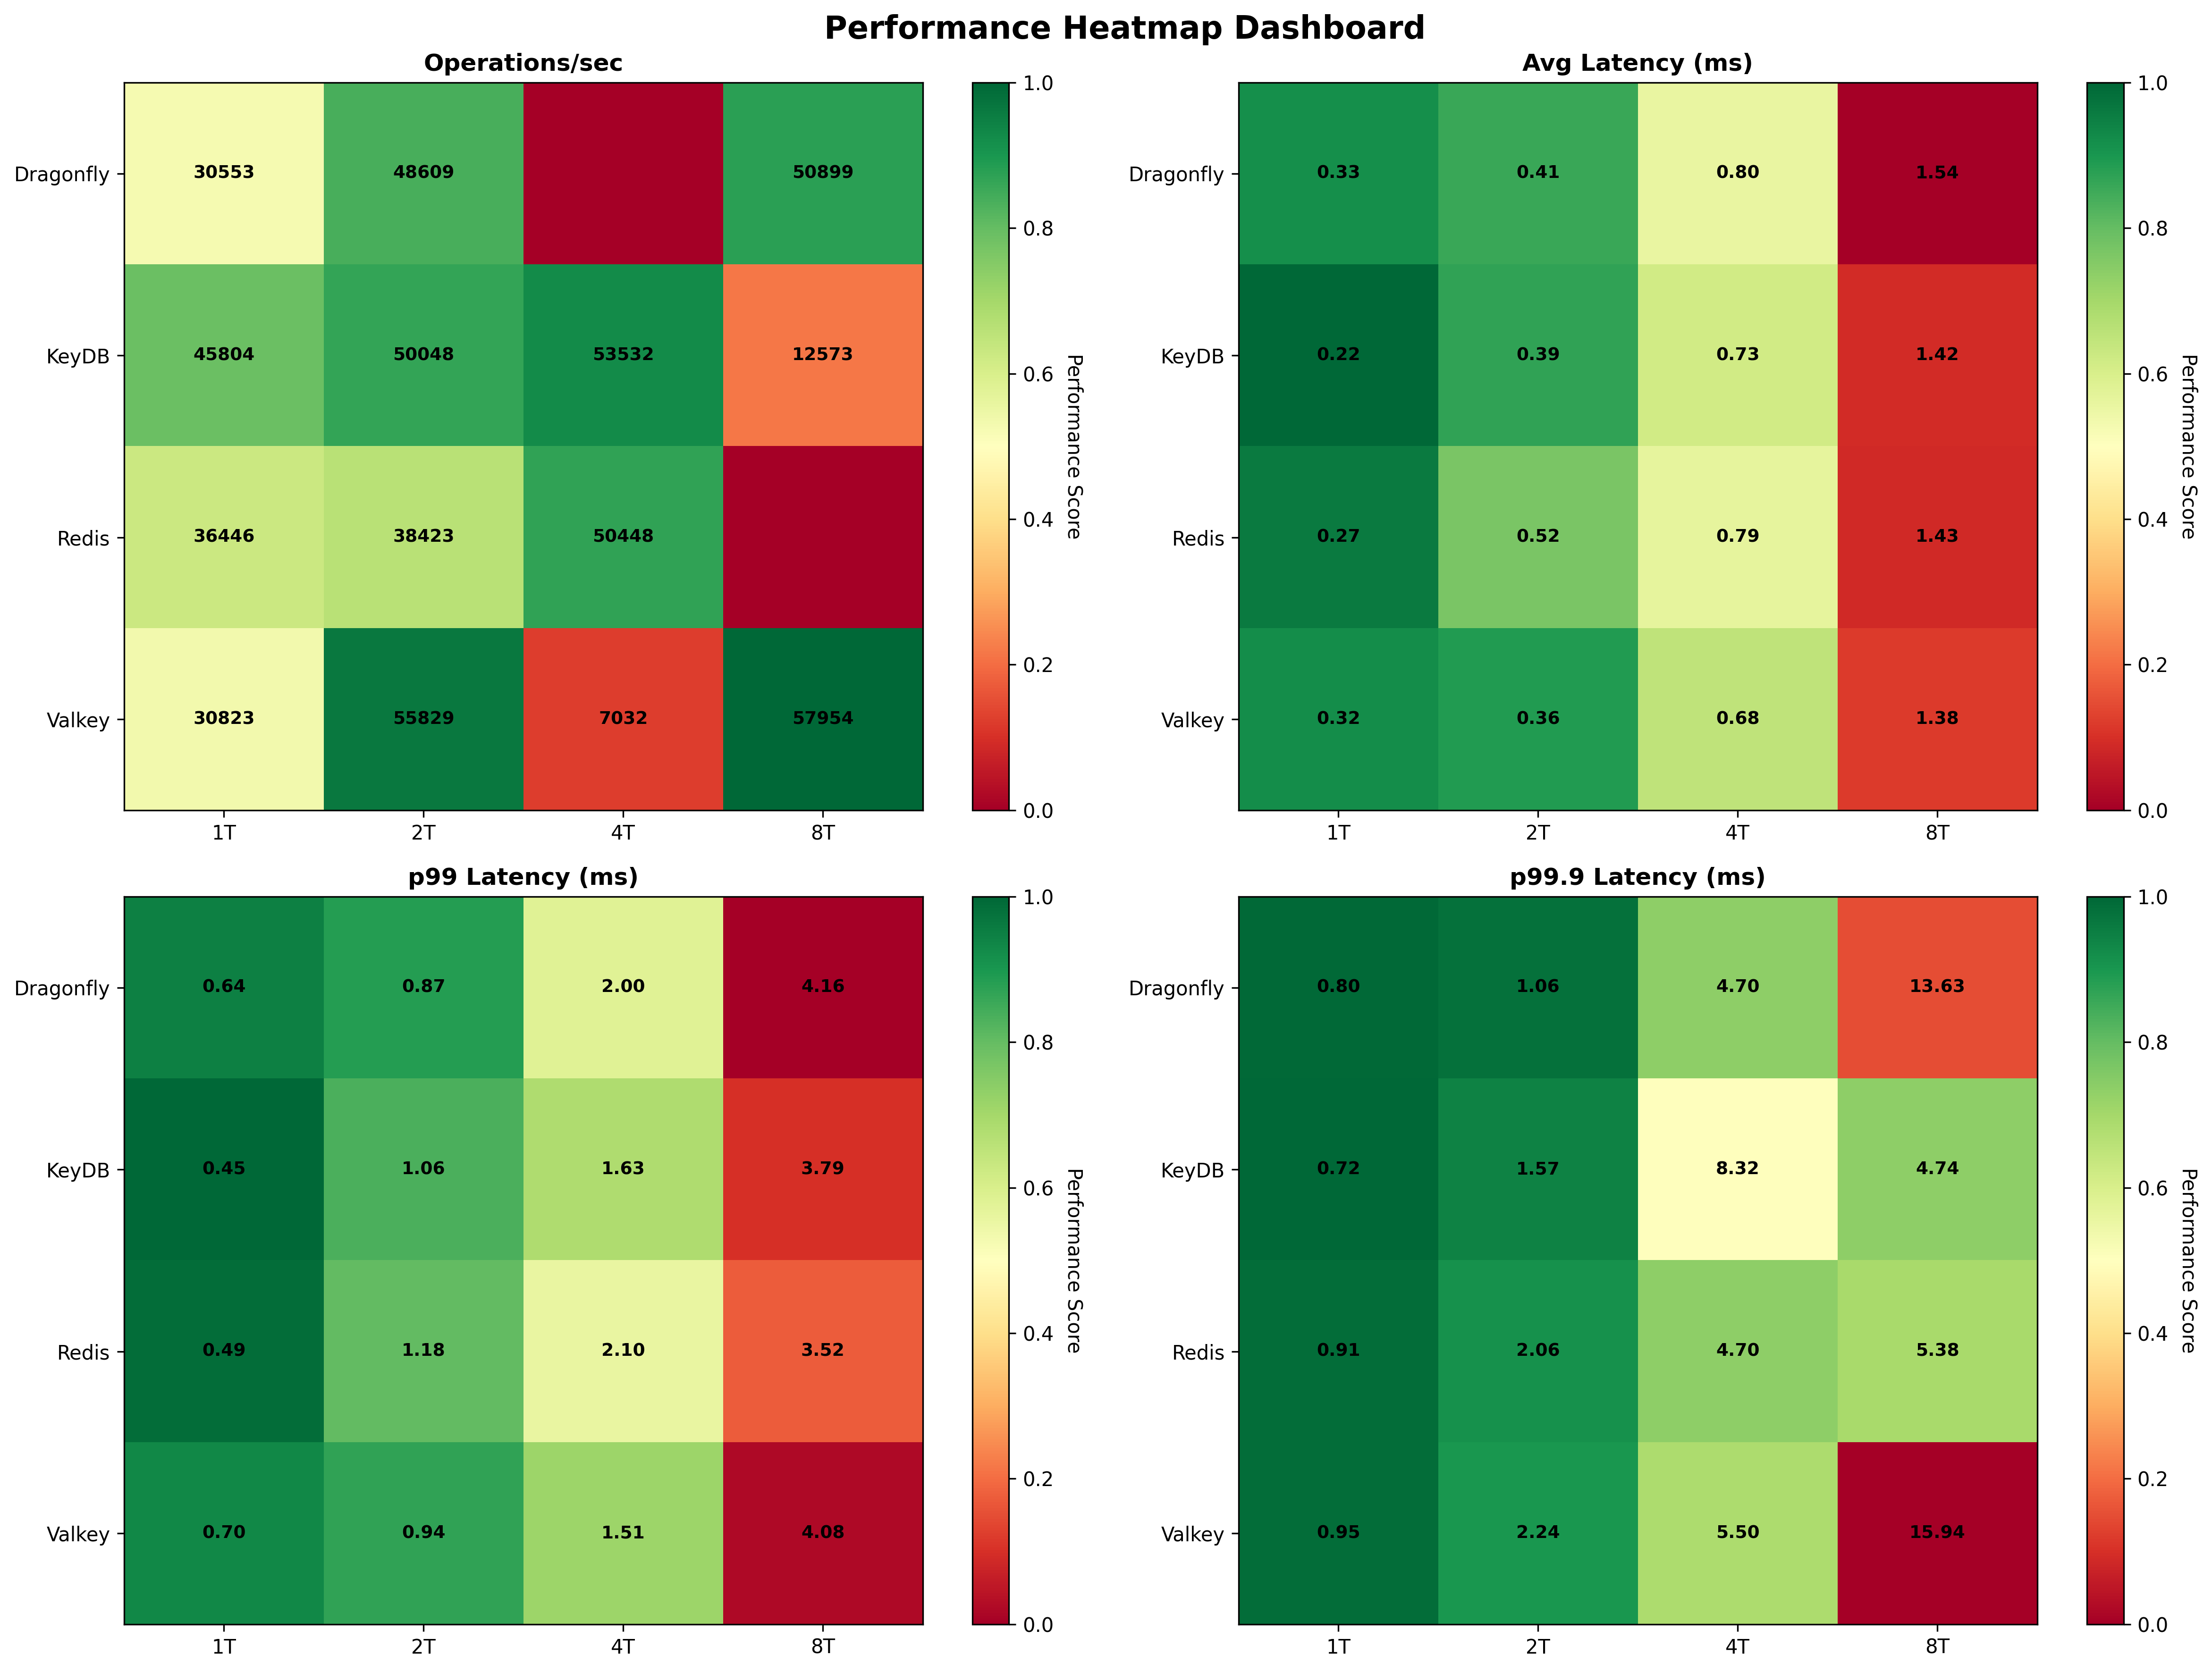 Performance Heatmap Dashboard
Operations/sec
Dragonfly 30553 48609 50899
KeyDB 45804 50048 53532 12573
Redis 36446 38423 50448
Valkey 30823 55829 7032 57954
1T 2T 4T 8T
1.0
0.8
0.6
0.4
0.2
0.0
Performance Score
Avg Latency (ms)
Dragonfly 0.33 0.41 0.80 1.54
KeyDB 0.22 0.39 0.73 1.42
Redis 0.27 0.52 0.79 1.43
Valkey 0.32 0.36 0.68 1.38
1T 2T 4T 8T
1.0
0.8
0.6
0.4
0.2
0.0
Performance Score
p99 Latency (ms)
Dragonfly 0.64 0.87 2.00 4.16
KeyDB 0.45 1.06 1.63 3.79
Redis 0.49 1.18 2.10 3.52
Valkey 0.70 0.94 1.51 4.08
1T 2T 4T 8T
1.0
0.8
0.6
0.4
0.2
0.0
Performance Score
p99.9 Latency (ms)
Dragonfly 0.80 1.06 4.70 13.63
KeyDB 0.72 1.57 8.32 4.74
Redis 0.91 2.06 4.70 5.38
Valkey 0.95 2.24 5.50 15.94
1T 2T 4T 8T
1.0
0.8
0.6
0.4
0.2
0.0
Performance Score